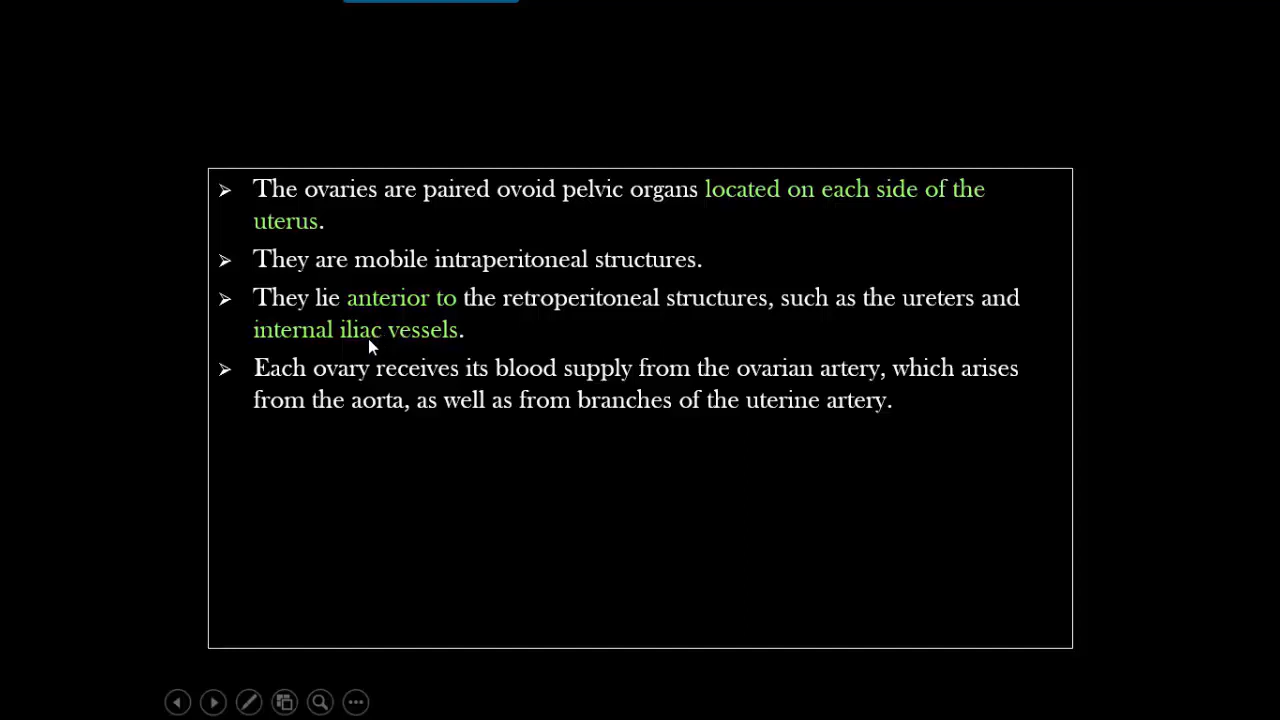 ➢ The ovaries are paired ovoid pelvic organs located on each side of the
uterus.
➢ They are mobile intraperitoneal structures.
➢ They lie anterior to the retroperitoneal structures, such as the ureters and
internal iliac vessels.
➢ Each ovary receives its blood supply from the ovarian artery, which arises
from the aorta, as well as from branches of the uterine artery.